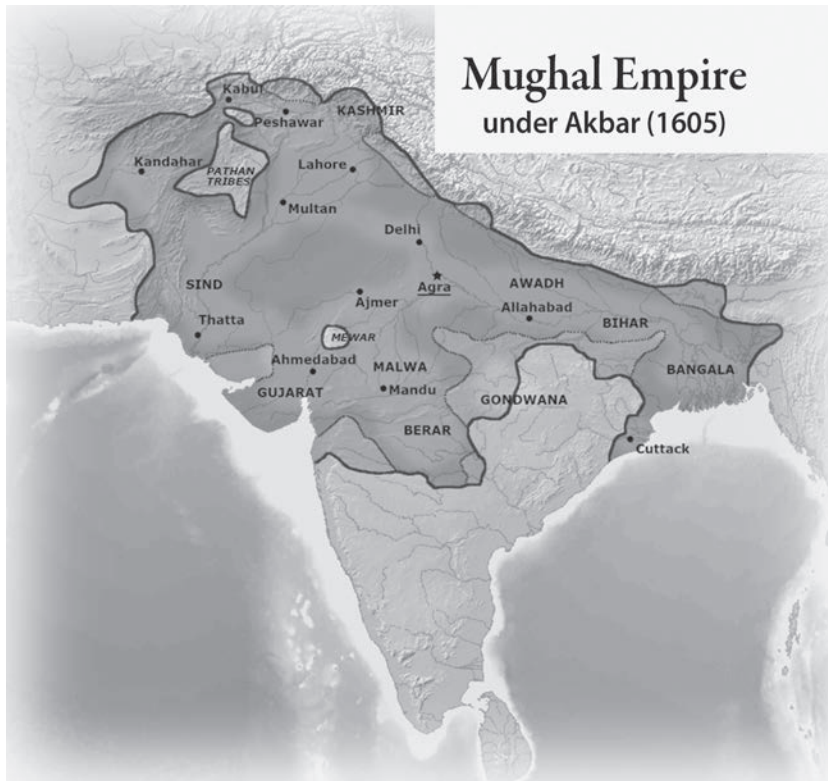 Mughal Empire
under Akbar (1605)
Kabul
Peshawar
KASHMIR
Kandahar
PATHAN
TRIBES
Lahore
Multan
Delhi
SIND
Agra
AWADH
Ajmer
Allahabad
BIHAR
Thatta
MEWAR
Ahmedabad
MALWA
BANGALA
GUJARAT
Mandu
GONDWANA
BERAR
Cuttack